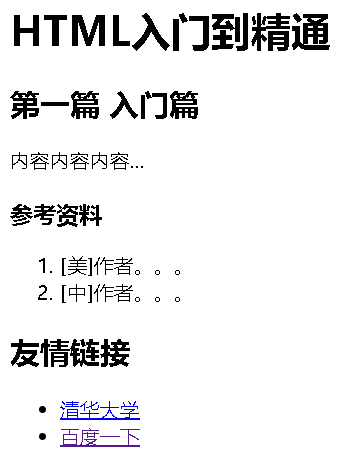 HTML入门到精通
第一篇 入门篇
内容内容内容...
参考资料
1. [美]作者。。。
2. [中]作者。。。
友情链接
• 清华大学
• 百度一下